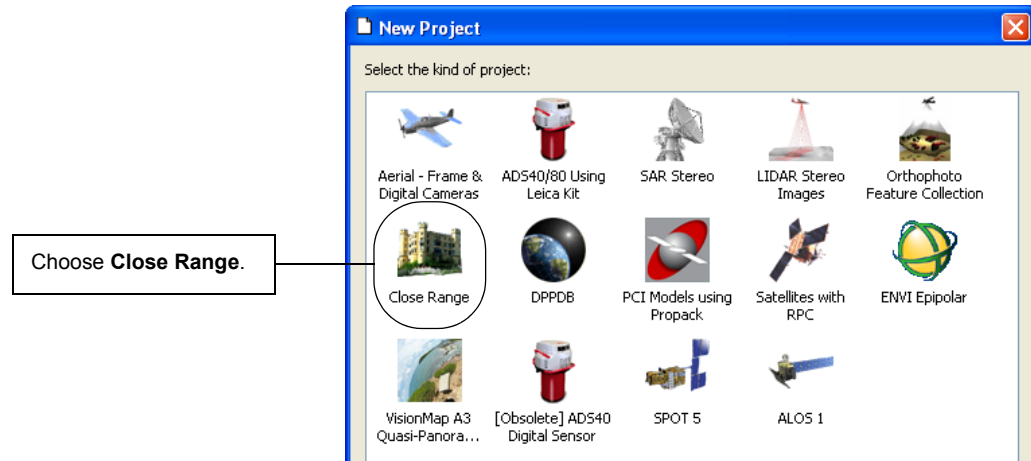 New Project
Select the kind of project:
Aerial - Frame &
Digital Cameras
ADS40/80 Using
Leica Kit
SAR Stereo
LIDAR Stereo
Images
Orthophoto
Feature Collection
Choose Close Range.
Close Range
DPPDB
PCI Models using
Propack
Satellites with
RPC
ENVI Epipolar
VisionMap A3
Quasi-Panora...
[Obsolete] ADS40
Digital Sensor
SPOT 5
ALOS 1